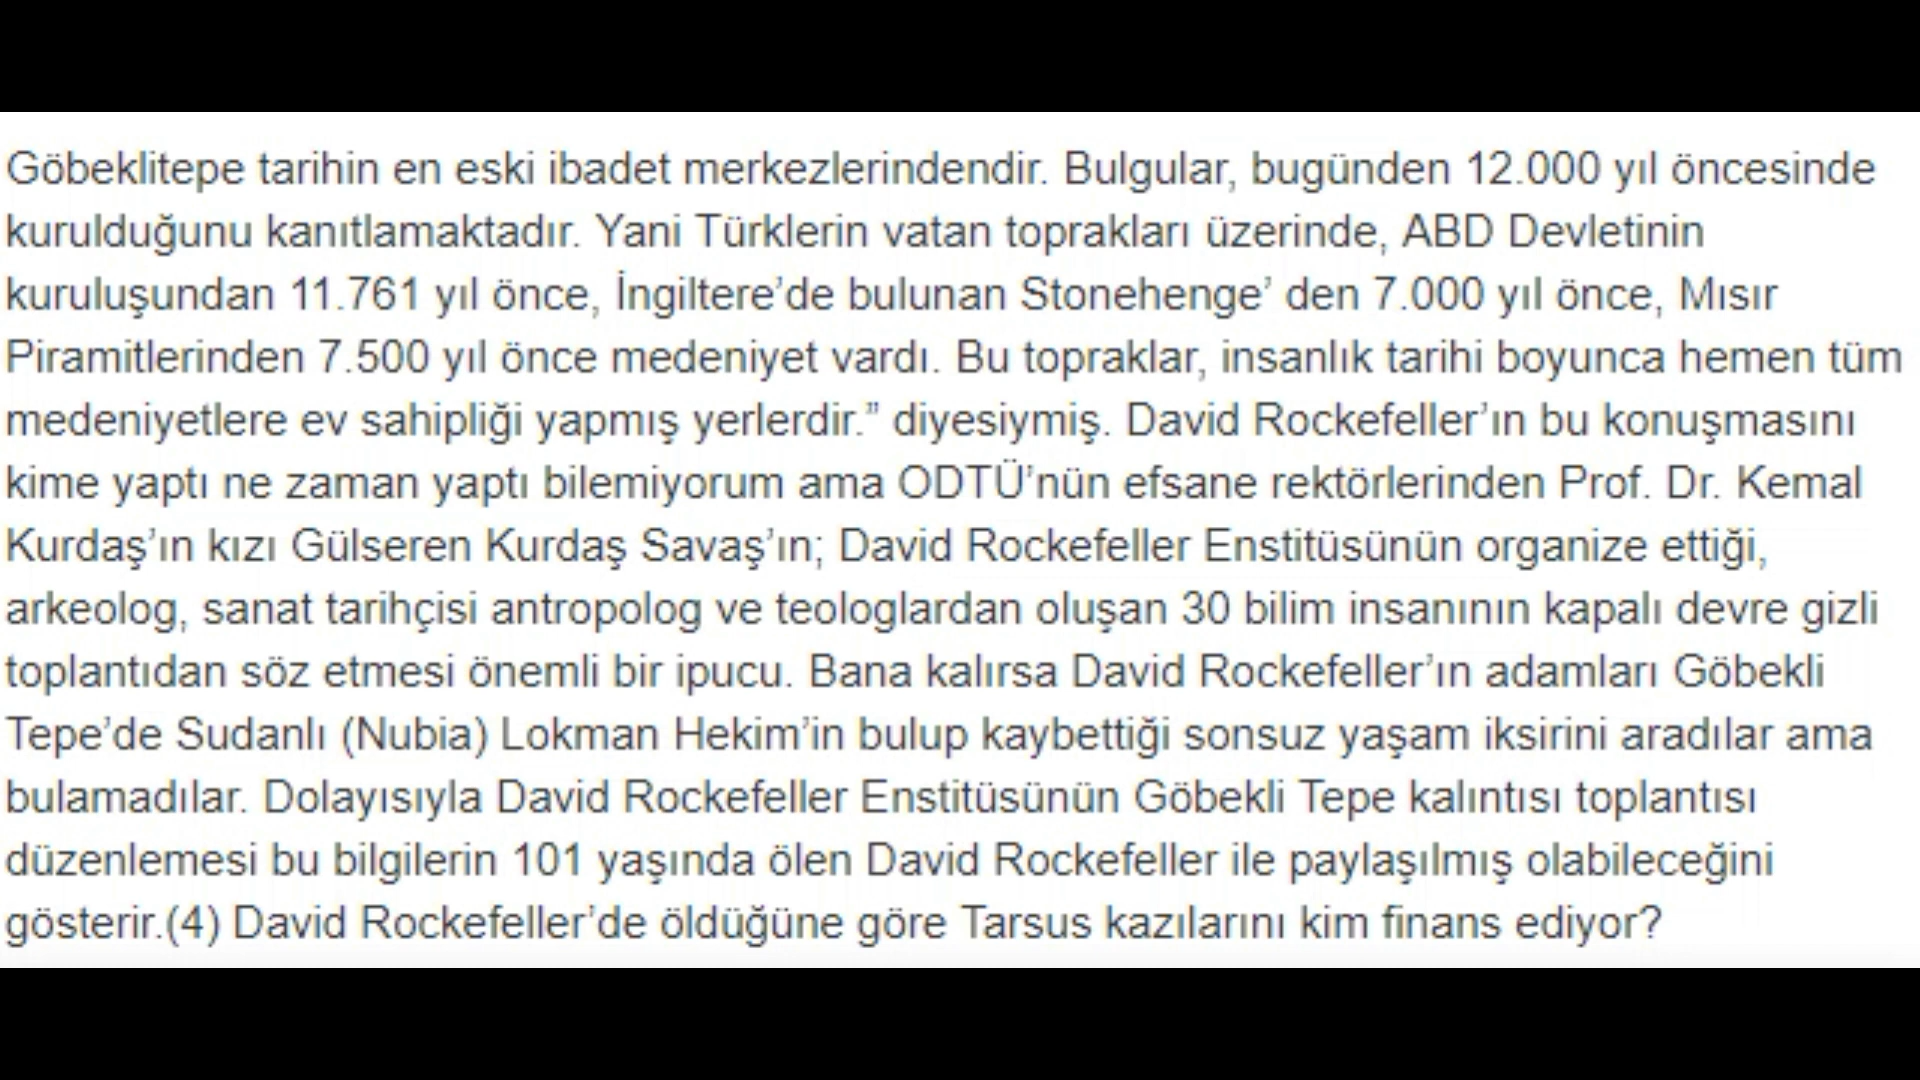 Göbeklitepe tarihin en eski ibadet merkezlerindendir. Bulgular, bugünden 12.000 yıl öncesinde
kurulduğunu kanıtlamaktadır. Yani Türklerin vatan toprakları üzerinde, ABD Devletinin
kuruluşundan 11.761 yıl önce, İngiltere’de bulunan Stonehenge’ den 7.000 yıl önce, Mısır
Piramitlerinden 7.500 yıl önce medeniyet vardı. Bu topraklar, insanlık tarihi boyunca hemen tüm
medeniyetlere ev sahipliği yapmış yerlerdir.” diyesiymiş. David Rockefeller’ın bu konuşmasını
kime yaptı ne zaman yaptı bilemiyorum ama ODTÜ’nün efsane rektörlerinden Prof. Dr. Kemal
Kurdaş’ın kızı Gülseren Kurdaş Savaş’ın; David Rockefeller Enstitüsünün organize ettiği,
arkeolog, sanat tarihçisi antropolog ve teologlardan oluşan 30 bilim insanının kapalı devre gizli
toplantıdan söz etmesi önemli bir ipucu. Bana kalırsa David Rockefeller’ın adamları Göbekli
Tepe’de Sudanlı (Nubia) Lokman Hekim’in bulup kaybettiği sonsuz yaşam iksirini aradılar ama
bulamadılar. Dolayısıyla David Rockefeller Enstitüsünün Göbekli Tepe kalıntısı toplantısı
düzenlemesi bu bilgilerin 101 yaşında ölen David Rockefeller ile paylaşılmış olabileceğini
gösterir.(4) David Rockefeller’de öldüğüne göre Tarsus kazılarını kim finans ediyor?